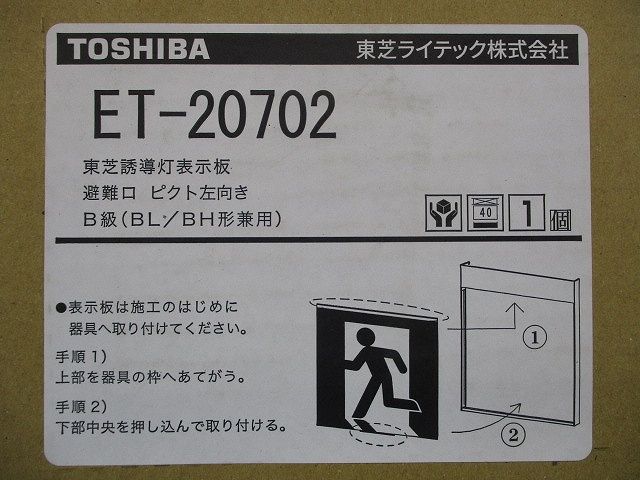 TOSHIBA 東芝ライテック株式会社
ET-20702
東芝誘導灯表示板
避難口 ピクト左向き
B級(BL/BH形兼用)
40
1個
●表示板は施工のはじめに
器具へ取り付けてください。
手順1)
上部を器具の枠へあてがう。
手順2)
下部中央を押し込んで取り付ける。
①
②